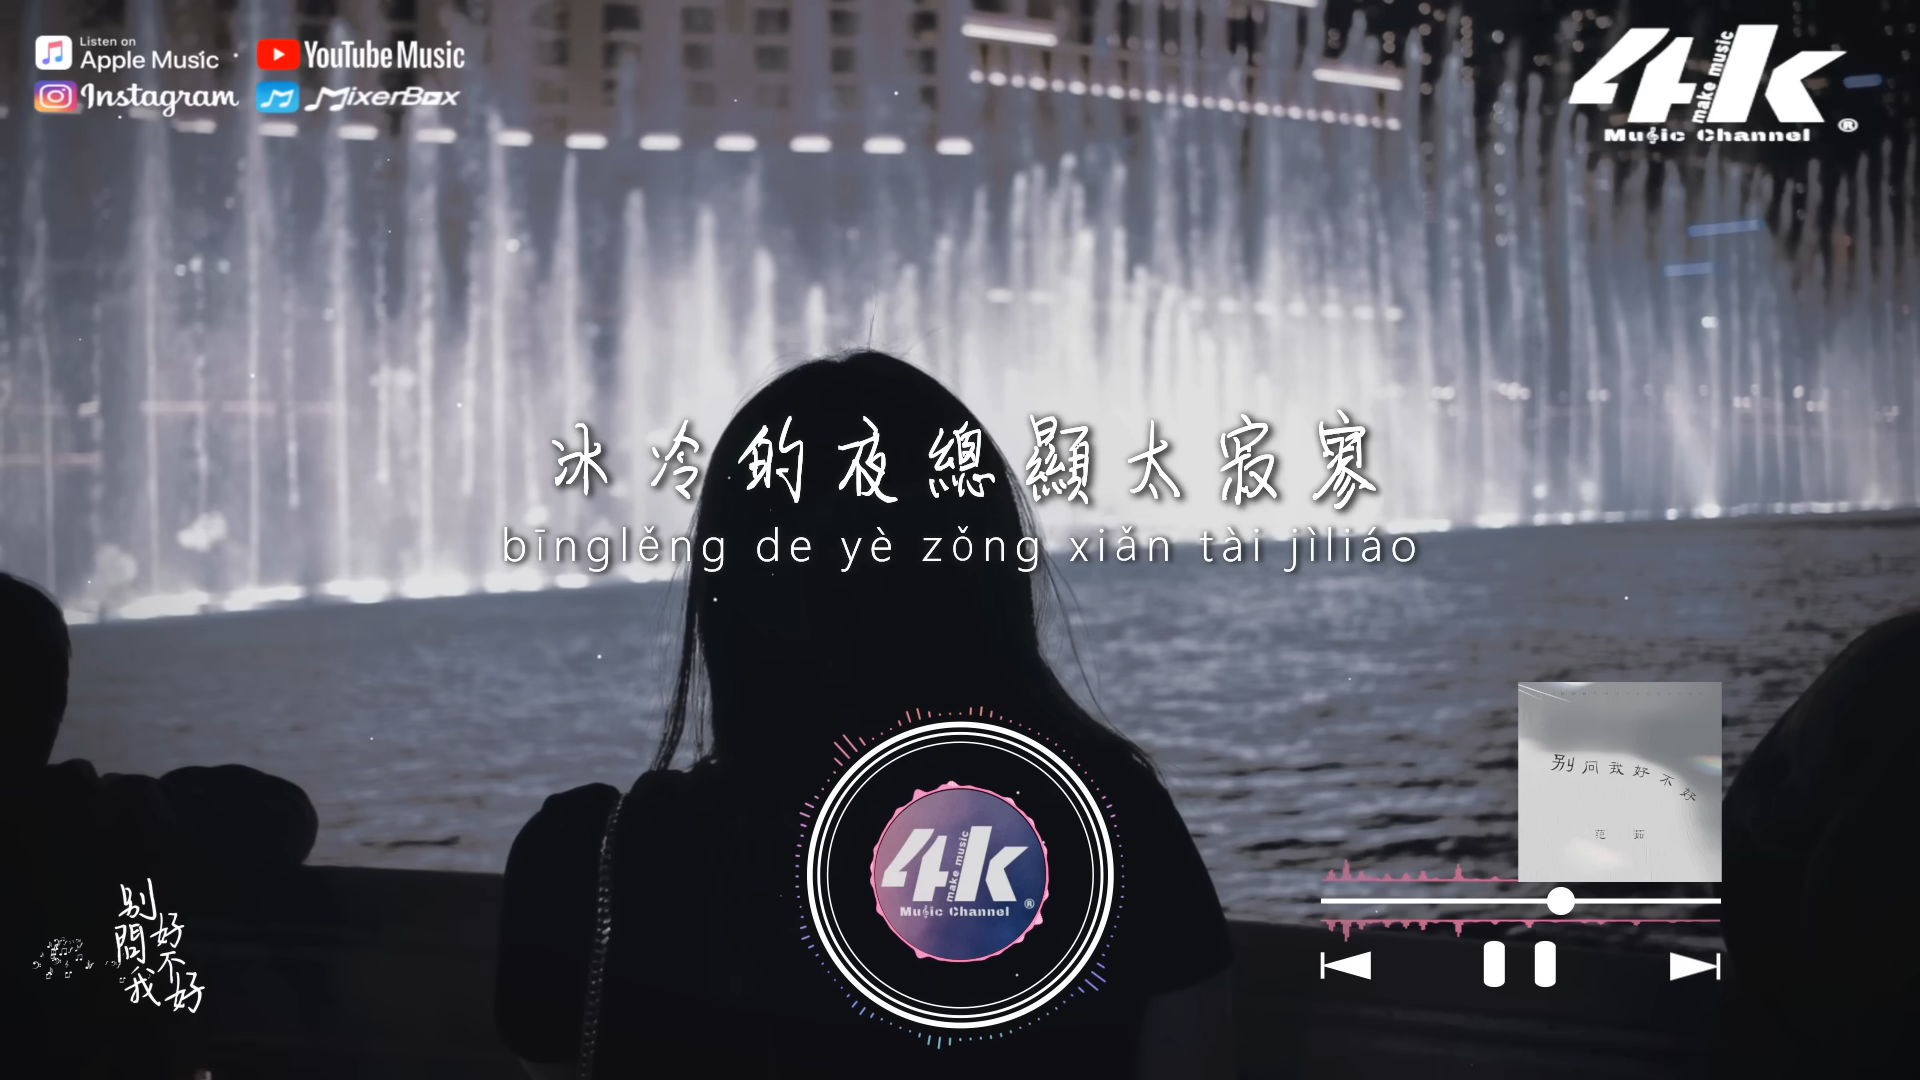 Listen on
Apple Music
YouTube Music
Instagram
MixerBox
4k make music
Music Channel ®
冰冷的夜總顯太寂寥
bīnglěng de yè zǒng xiǎn tài jìliáo
别问我好不好
范 茹
4k make music
Music Channel ®
别問我
好不好